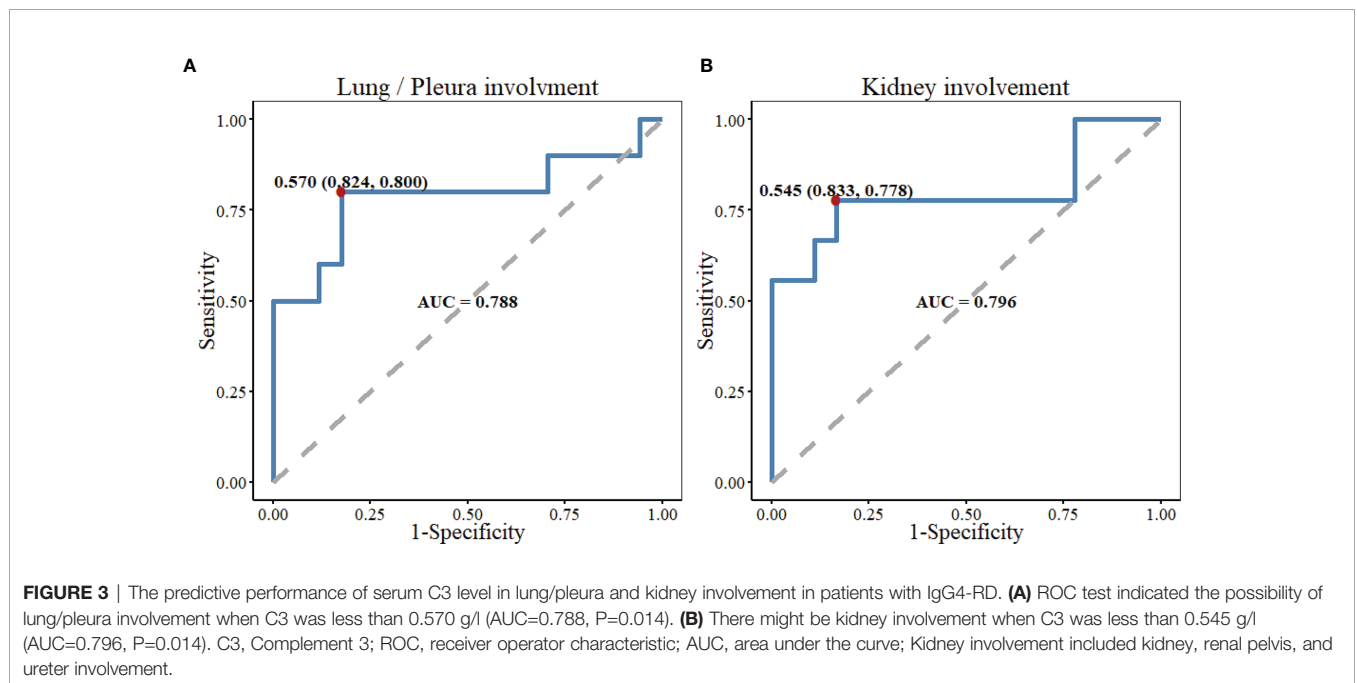 A
Lung / Pleura involvment
1.00
0.75
0.50
0.25
0.00
0.570 (0.824, 0.800)
AUC = 0.788
Sensitivity
0.00 0.25 0.50 0.75 1.00
1-Specificity
B
Kidney involvement
1.00
0.75
0.50
0.25
0.00
0.545 (0.833, 0.778)
AUC = 0.796
Sensitivity
0.00 0.25 0.50 0.75 1.00
1-Specificity
FIGURE 3 | The predictive performance of serum C3 level in lung/pleura and kidney involvement in patients with IgG4-RD. (A) ROC test indicated the possibility of
lung/pleura involvement when C3 was less than 0.570 g/l (AUC=0.788, P=0.014). (B) There might be kidney involvement when C3 was less than 0.545 g/l
(AUC=0.796, P=0.014). C3, Complement 3; ROC, receiver operator characteristic; AUC, area under the curve; Kidney involvement included kidney, renal pelvis, and
ureter involvement.